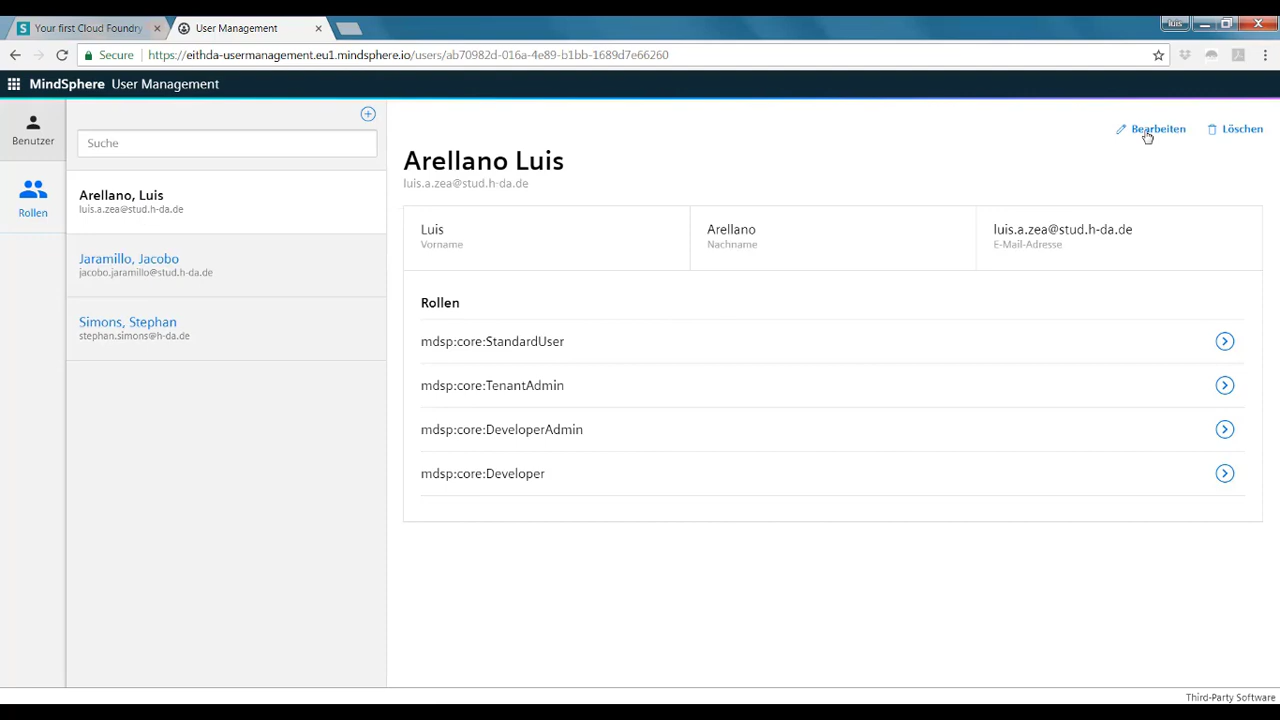 Your first Cloud Foundry
User Management
luis
Secure
https://eithda-usermanagement.eu1.mindsphere.io/users/ab70982d-016a-4e89-b1bb-1689d7e66260
MindSphere User Management
Benutzer
Rollen
Suche
Arellano, Luis
luis.a.zea@stud.h-da.de
Jaramillo, Jacobo
jacobo.jaramillo@stud.h-da.de
Simons, Stephan
stephan.simons@h-da.de
Bearbeiten
Löschen
Arellano Luis
luis.a.zea@stud.h-da.de
Luis
Vorname
Arellano
Nachname
luis.a.zea@stud.h-da.de
E-Mail-Adresse
Rollen
mdsp:core:StandardUser
mdsp:core:TenantAdmin
mdsp:core:DeveloperAdmin
mdsp:core:Developer
Third-Party Software